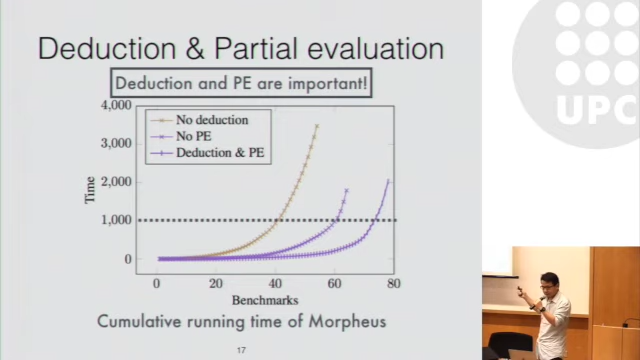 Deduction & Partial evaluation
Deduction and PE are important!
4,000
3,000
2,000
1,000
0
Time
No deduction
No PE
Deduction & PE
0
20
40
60
80
Benchmarks
Cumulative running time of Morpheus
17
UPC